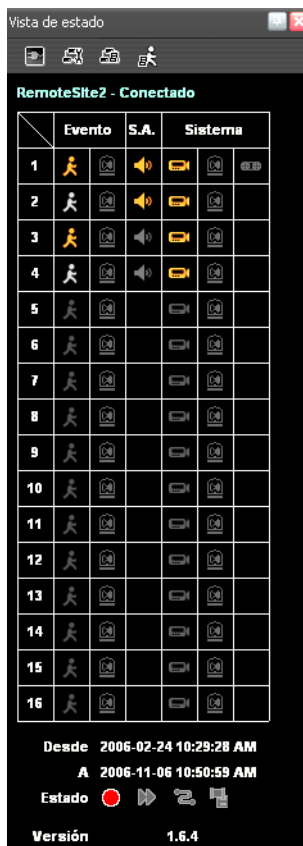 Vista de estado
RemoteSIte2 - Conectado
Evento S.A. Sistema
1
2
3
4
5
6
7
8
9
10
11
12
13
14
15
16
Desde 2006-02-24 10:29:28 AM
A 2006-11-06 10:50:59 AM
Estado
Versión 1.6.4